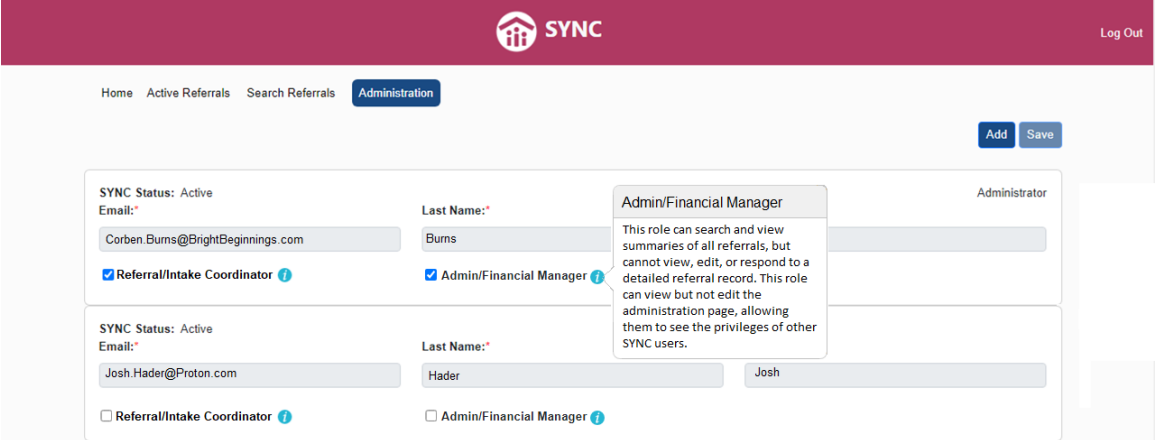 SYNC
Log Out
Home Active Referrals Search Referrals Administration
Add Save
SYNC Status: Active
Administrator
Email:* Last Name:*
Corben.Burns@BrightBeginnings.com Burns
Referral/Intake Coordinator i Admin/Financial Manager i
Admin/Financial Manager
This role can search and view
summaries of all referrals, but
cannot view, edit, or respond to a
detailed referral record. This role
can view but not edit the
administration page, allowing
them to see the privileges of other
SYNC users.
SYNC Status: Active
Email:* Last Name:*
Josh.Hader@Proton.com Hader Josh
Referral/Intake Coordinator i Admin/Financial Manager i